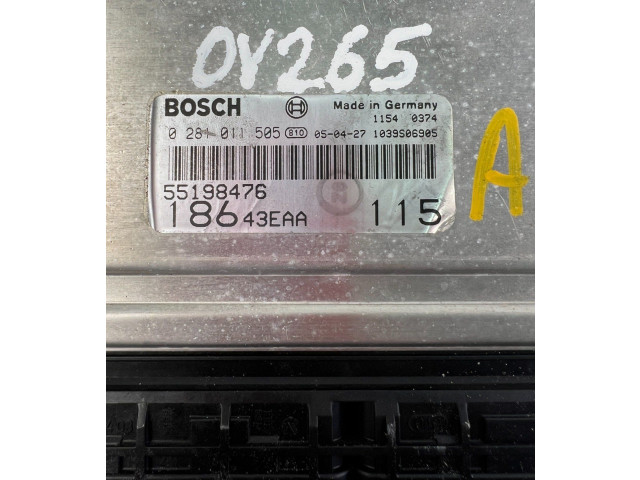 OV265
BOSCH Made in Germany
1154 0374
0 281 011 505 810 05-04-27 1039S06905
55198476
186 43EAA 115
A